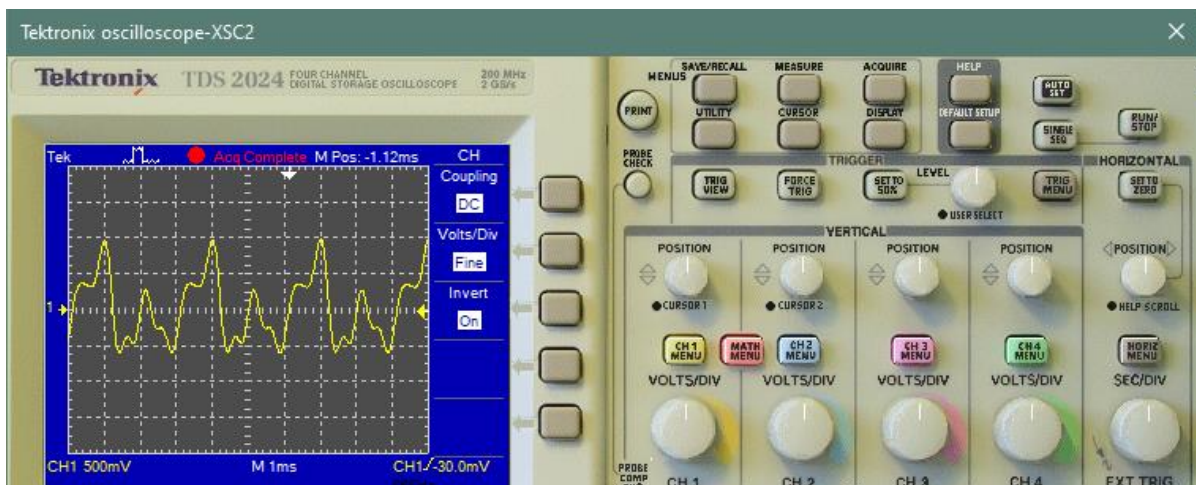 Tektronix oscilloscope-XSC2
Tektronix TDS 2024 FOUR CHANNEL DIGITAL STORAGE OSCILLOSCOPE 200 MHz 2 GS/s
MENUS
SAVE/RECALL MEASURE ACQUIRE
PRINT
UTILITY CURSOR DISPLAY
HELP
DEFAULT SETUP
AUTO SET
SINGLE SEQ
RUN/ STOP
Tek Acq Complete M Pos: -1.12ms CH
Coupling
DC
Volts/Div
Fine
Invert
On
1
CH1 500mV M 1ms CH1 -30.0mV
PROBE CHECK
TRIGGER
TRIG VIEW
FORCE TRIG
SET TO 50%
LEVEL
USER SELECT
TRIG MENU
HORIZONTAL
SET TO ZERO
VERTICAL
POSITION POSITION POSITION POSITION POSITION
CURSOR 1 CURSOR 2 HELP SCROLL
CH 1 MENU
MATH MENU
CH 2 MENU
CH 3 MENU
CH 4 MENU
HORIZ MENU
VOLTS/DIV VOLTS/DIV VOLTS/DIV VOLTS/DIV SEC/DIV
PROBE COMP
CH 1 CH 2 CH 3 CH 4 EXT TRIG